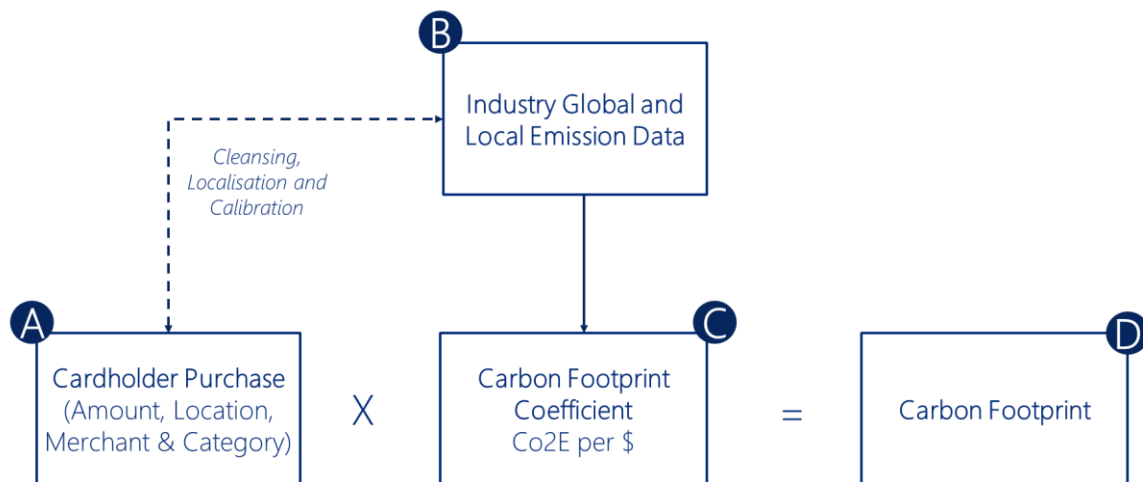 B
Industry Global and
Local Emission Data
Cleansing,
Localisation and
Calibration
A
Cardholder Purchase
(Amount, Location,
Merchant & Category)
X
C
Carbon Footprint
Coefficient
Co2E per $
=
D
Carbon Footprint